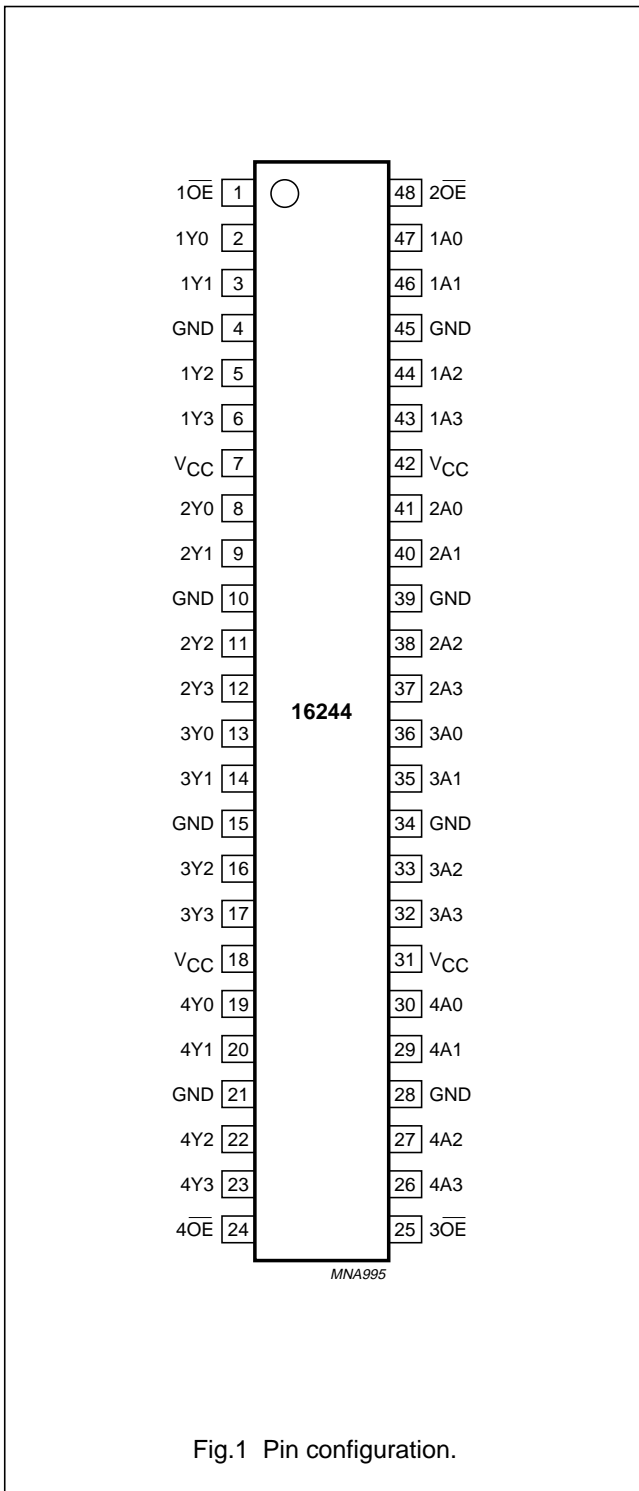 1O̅E̅ 1 48 2O̅E̅
1Y0 2 47 1A0
1Y1 3 46 1A1
GND 4 45 GND
1Y2 5 44 1A2
1Y3 6 43 1A3
VCC 7 42 VCC
2Y0 8 41 2A0
2Y1 9 40 2A1
GND 10 39 GND
2Y2 11 38 2A2
2Y3 12 37 2A3
16244
3Y0 13 36 3A0
3Y1 14 35 3A1
GND 15 34 GND
3Y2 16 33 3A2
3Y3 17 32 3A3
VCC 18 31 VCC
4Y0 19 30 4A0
4Y1 20 29 4A1
GND 21 28 GND
4Y2 22 27 4A2
4Y3 23 26 4A3
4O̅E̅ 24 25 3O̅E̅
MNA995
Fig.1 Pin configuration.